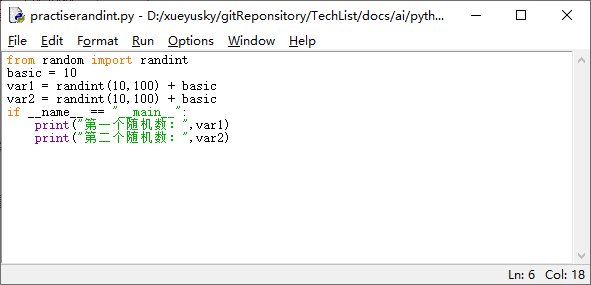 practiserandint.py - D:/xueyusky/gitReponsitory/TechList/docs/ai/pyth...
File Edit Format Run Options Window Help
from random import randint
basic = 10
var1 = randint(10,100) + basic
var2 = randint(10,100) + basic
if __name__ == "__main__":
    print("第一个随机数：",var1)
    print("第二个随机数：",var2)
Ln: 6 Col: 18